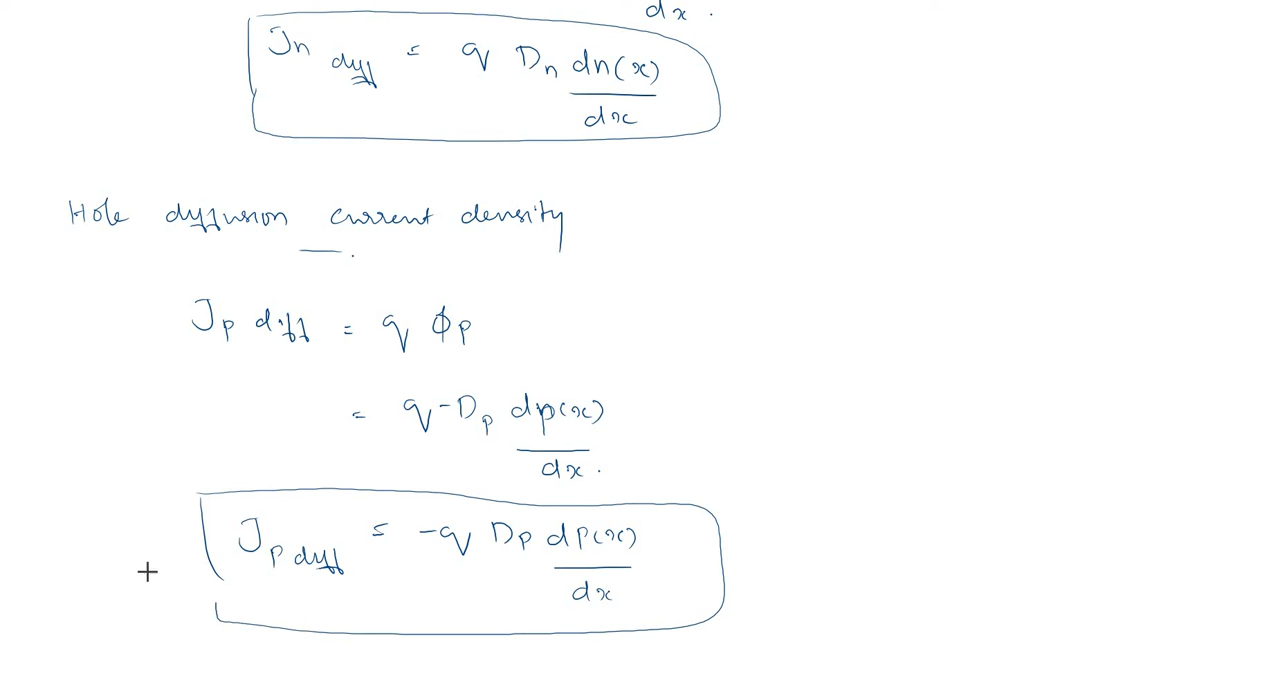 dx .
Jn diff = q Dn dn(x)
dx
Hole diffusion current density
Jp diff = q ϕp
= q -Dp dp(x)
dx .
Jp diff = -q Dp dp(x)
dx